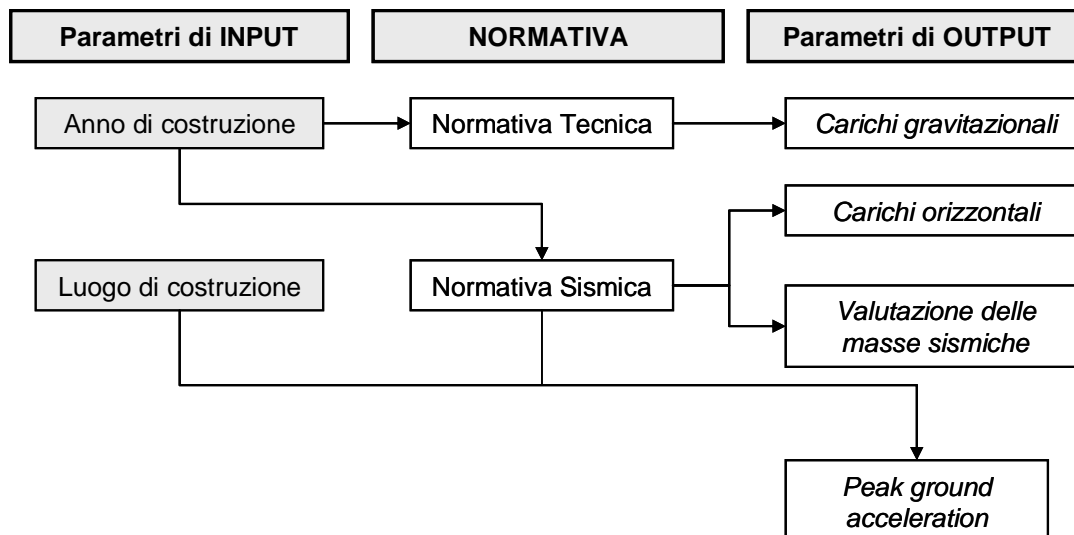 Parametri di INPUT
NORMATIVA
Parametri di OUTPUT
Anno di costruzione
Normativa Tecnica
Carichi gravitazionali
Carichi orizzontali
Luogo di costruzione
Normativa Sismica
Valutazione delle
masse sismiche
Peak ground
acceleration